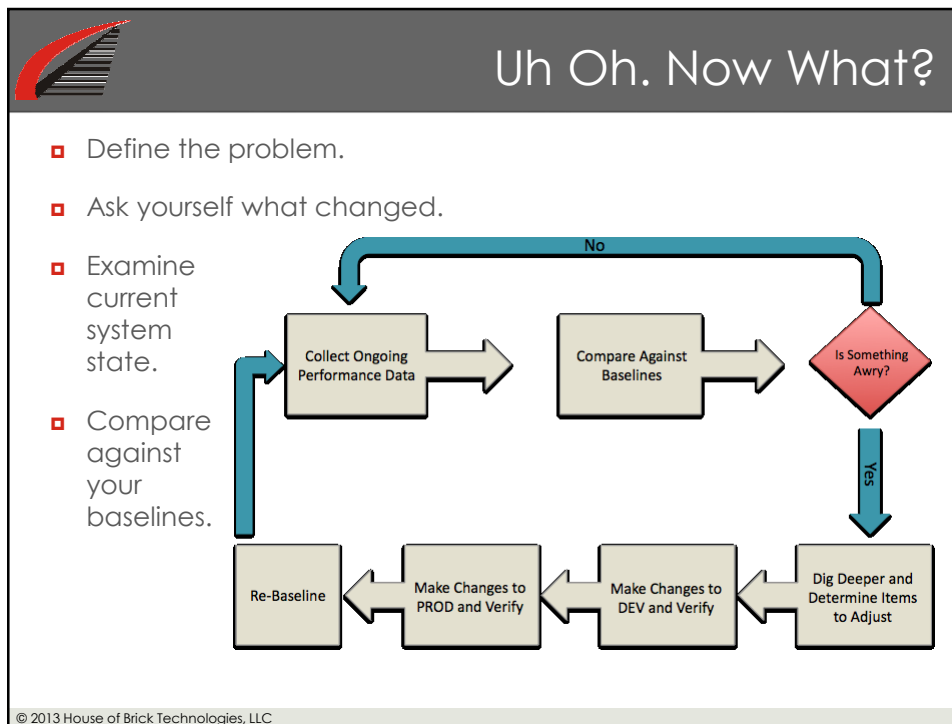 Uh Oh. Now What?
Define the problem.
Ask yourself what changed.
Examine
current
system
state.
Compare
against
your
baselines.
No
Collect Ongoing
Performance Data
Compare Against
Baselines
Is Something
Awry?
Yes
Dig Deeper and
Determine Items
to Adjust
Make Changes to
DEV and Verify
Make Changes to
PROD and Verify
Re-Baseline
© 2013 House of Brick Technologies, LLC